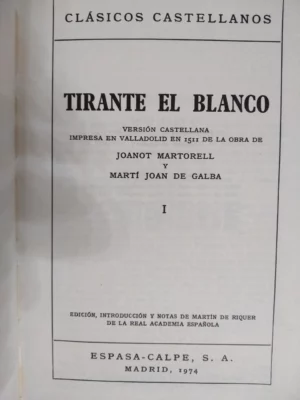 CLÁSICOS CASTELLANOS
TIRANTE EL BLANCO
VERSIÓN CASTELLANA
IMPRESA EN VALLADOLID EN 1511 DE LA OBRA DE
JOANOT MARTORELL
Y
MARTÍ JOAN DE GALBA
I
EDICIÓN, INTRODUCCIÓN Y NOTAS DE MARTÍN DE RIQUER
DE LA REAL ACADEMIA ESPAÑOLA
ESPASA-CALPE, S. A.
MADRID, 1974